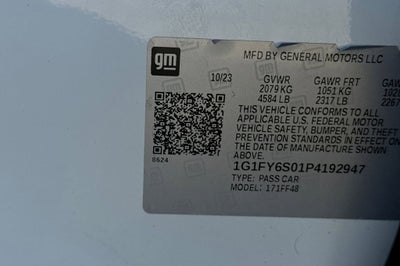 gm
MFD BY GENERAL MOTORS LLC
10/23 GVWR GAWR FRT GAWR
2079 KG 1051 KG
4584 LB 2317 LB
THIS VEHICLE CONFORMS TO ALL
APPLICABLE U.S. FEDERAL MOTOR
VEHICLE SAFETY, BUMPER, AND THEFT
PREVENTION STANDARDS IN EFFECT
ON THE DATE OF MANUFACTURE
SHOWN ABOVE.
8624
1G1FY6S01P4192947
TYPE: PASS CAR
MODEL: 171FF48